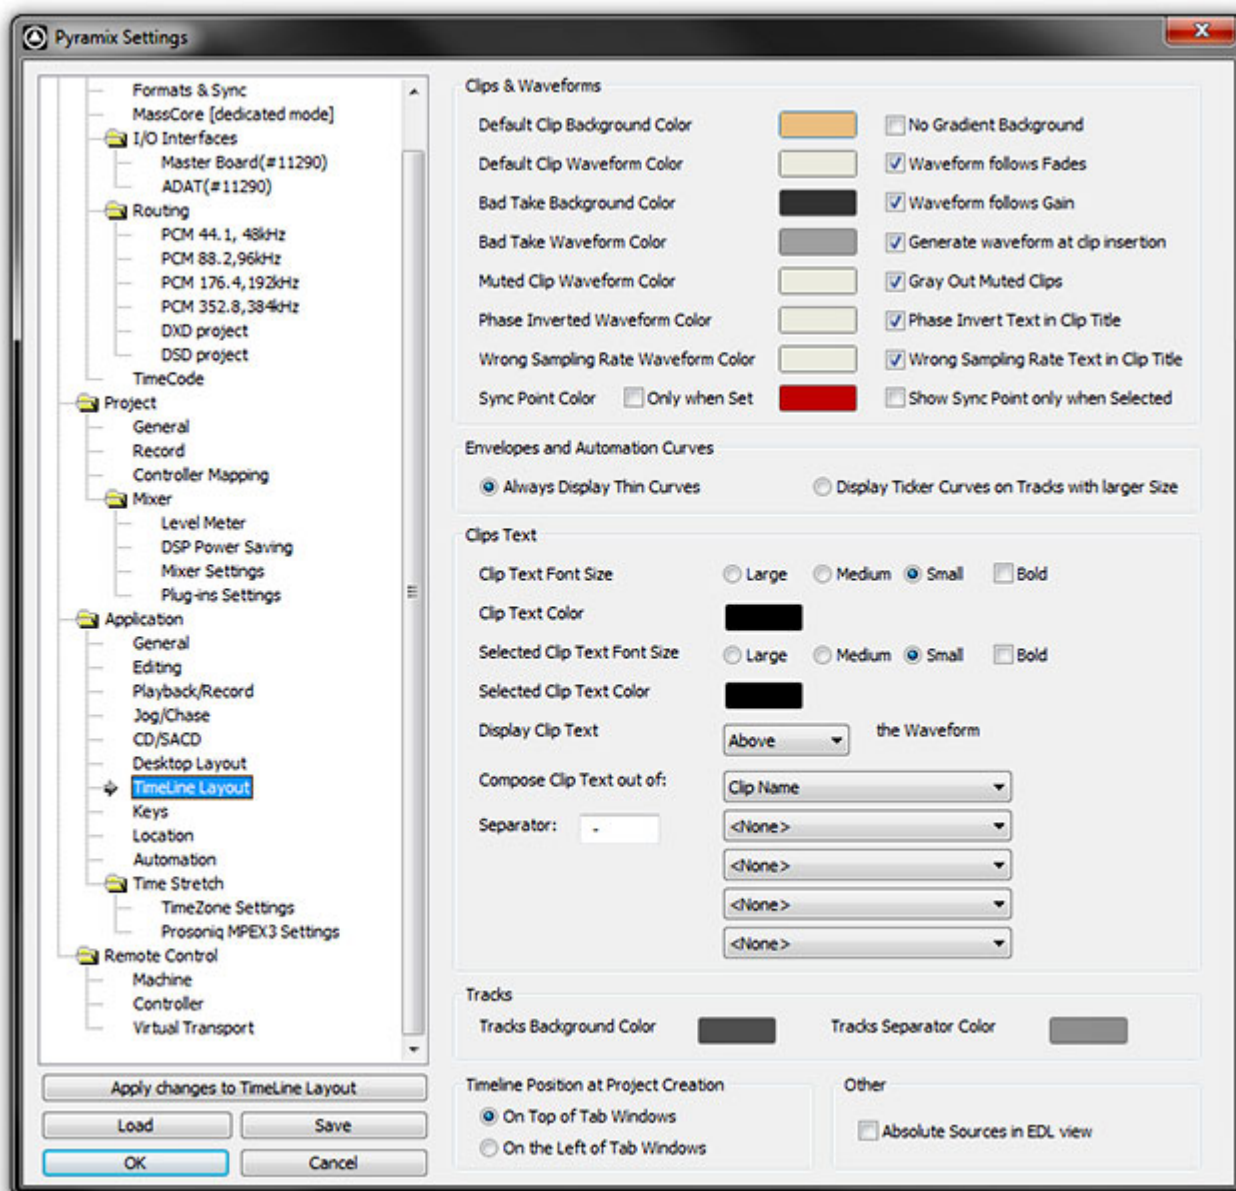 Pyramix Settings
Formats & Sync
MassCore [dedicated mode]
I/O Interfaces
Master Board(#11290)
ADAT(#11290)
Routing
PCM 44.1, 48kHz
PCM 88.2,96kHz
PCM 176.4,192kHz
PCM 352.8,384kHz
DXD project
DSD project
TimeCode
Project
General
Record
Controller Mapping
Mixer
Level Meter
DSP Power Saving
Mixer Settings
Plug-ins Settings
Application
General
Editing
Playback/Record
Jog/Chase
CD/SACD
Desktop Layout
TimeLine Layout
Keys
Location
Automation
Time Stretch
TimeZone Settings
Prosoniq MPEX3 Settings
Remote Control
Machine
Controller
Virtual Transport
Apply changes to TimeLine Layout
Load Save
OK Cancel
Clips & Waveforms
Default Clip Background Color No Gradient Background
Default Clip Waveform Color Waveform follows Fades
Bad Take Background Color Waveform follows Gain
Bad Take Waveform Color Generate waveform at clip insertion
Muted Clip Waveform Color Gray Out Muted Clips
Phase Inverted Waveform Color Phase Invert Text in Clip Title
Wrong Sampling Rate Waveform Color Wrong Sampling Rate Text in Clip Title
Sync Point Color Only when Set Show Sync Point only when Selected
Envelopes and Automation Curves
Always Display Thin Curves Display Ticker Curves on Tracks with larger Size
Clips Text
Clip Text Font Size Large Medium Small Bold
Clip Text Color
Selected Clip Text Font Size Large Medium Small Bold
Selected Clip Text Color
Display Clip Text Above the Waveform
Compose Clip Text out of: Clip Name
Separator: - <None>
<None>
<None>
<None>
Tracks
Tracks Background Color Tracks Separator Color
Timeline Position at Project Creation Other
On Top of Tab Windows
Absolute Sources in EDL view
On the Left of Tab Windows